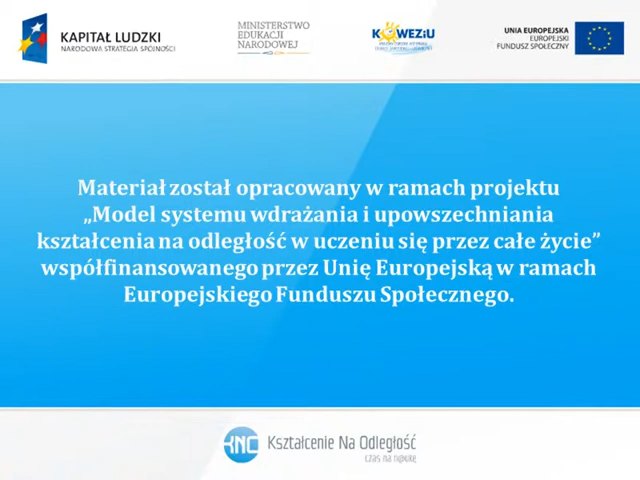 KAPITAŁ LUDZKI
NARODOWA STRATEGIA SPÓJNOŚCI
MINISTERSTWO
EDUKACJI
NARODOWEJ
KOWEZiU
UNIA EUROPEJSKA
EUROPEJSKI
FUNDUSZ SPOŁECZNY
Materiał został opracowany w ramach projektu
„Model systemu wdrażania i upowszechniania
kształcenia na odległość w uczeniu się przez całe życie”
współfinansowanego przez Unię Europejską w ramach
Europejskiego Funduszu Społecznego.
KNO Kształcenie Na Odległość
czas na n@ukę